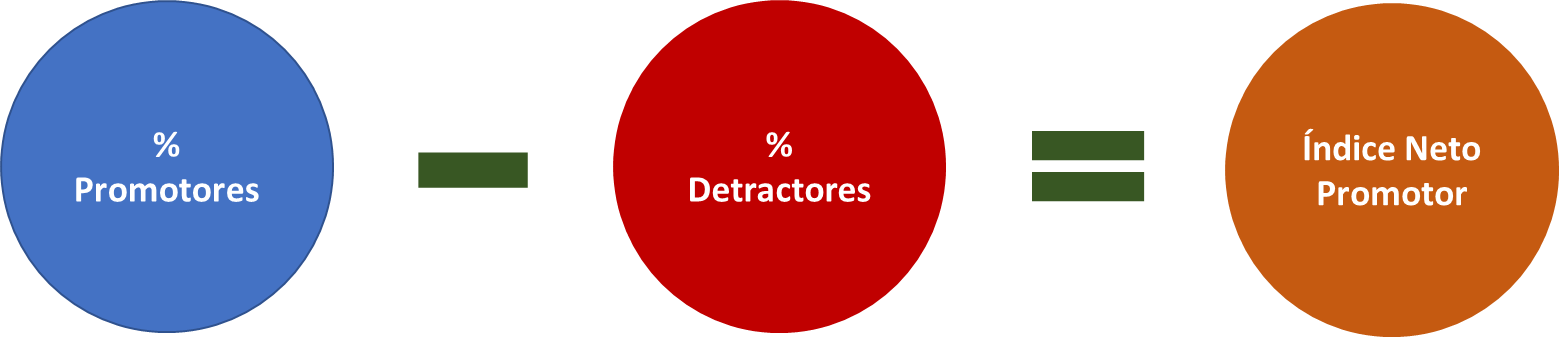 %
Promotores
%
Detractores
Índice Neto
Promotor